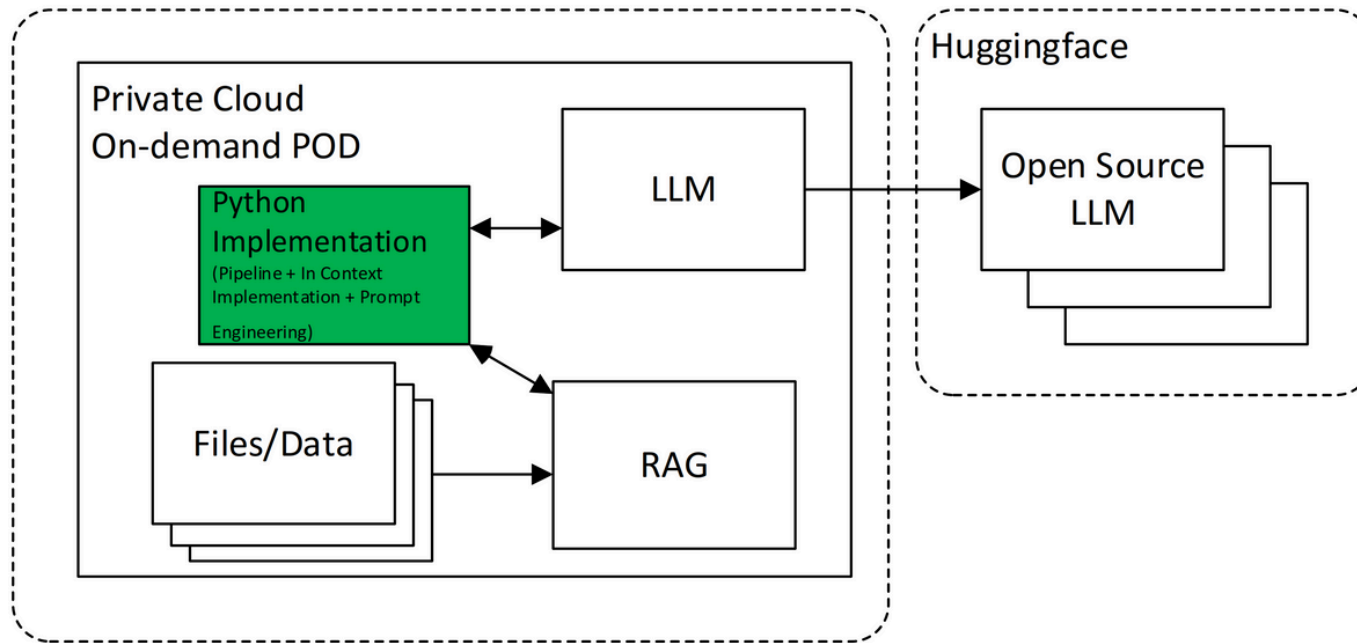 Private Cloud
On-demand POD
Python
Implementation
(Pipeline + In Context
Implementation + Prompt
Engineering)
LLM
Files/Data
RAG
Huggingface
Open Source
LLM